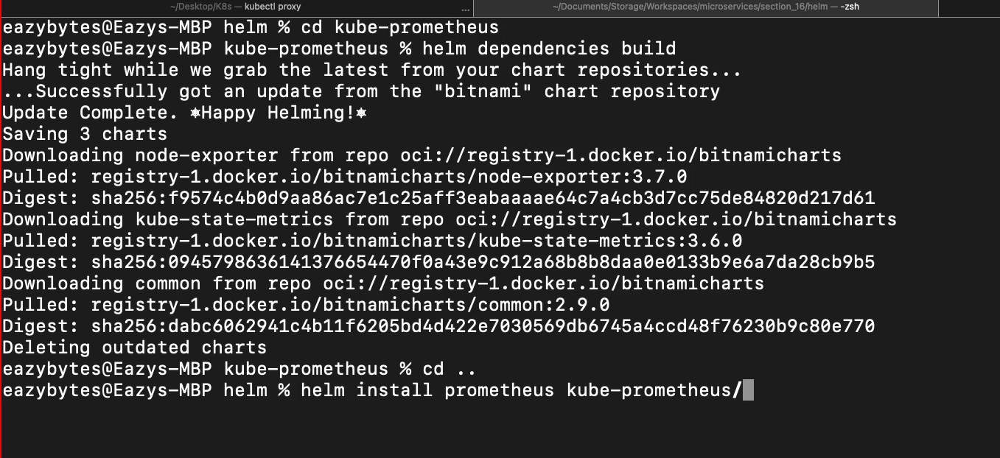 ~/Desktop/K8s — kubectl proxy ... ~/Documents/Storage/Workspaces/microservices/section_16/helm — -zsh
eazybytes@Eazys-MBP helm % cd kube-prometheus
eazybytes@Eazys-MBP kube-prometheus % helm dependencies build
Hang tight while we grab the latest from your chart repositories...
...Successfully got an update from the "bitnami" chart repository
Update Complete. ⎈Happy Helming!⎈
Saving 3 charts
Downloading node-exporter from repo oci://registry-1.docker.io/bitnamicharts
Pulled: registry-1.docker.io/bitnamicharts/node-exporter:3.7.0
Digest: sha256:f9574c4b0d9aa86ac7e1c25aff3eabaaaae64c7a4cb3d7cc75de84820d217d61
Downloading kube-state-metrics from repo oci://registry-1.docker.io/bitnamicharts
Pulled: registry-1.docker.io/bitnamicharts/kube-state-metrics:3.6.0
Digest: sha256:0945798636141376654470f0a43e9c912a68b8b8daa0e0133b9e6a7da28cb9b5
Downloading common from repo oci://registry-1.docker.io/bitnamicharts
Pulled: registry-1.docker.io/bitnamicharts/common:2.9.0
Digest: sha256:dabc6062941c4b11f6205bd4d422e7030569db6745a4ccd48f76230b9c80e770
Deleting outdated charts
eazybytes@Eazys-MBP kube-prometheus % cd ..
eazybytes@Eazys-MBP helm % helm install prometheus kube-prometheus/